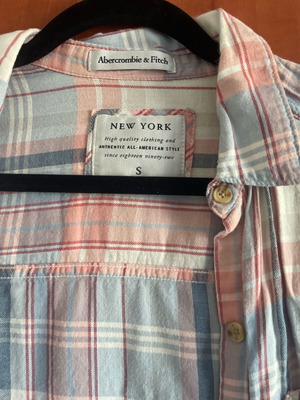 Abercrombie & Fitch
NEW YORK
High quality clothing and
AUTHENTIC ALL-AMERICAN STYLE
since eighteen ninety-two
S